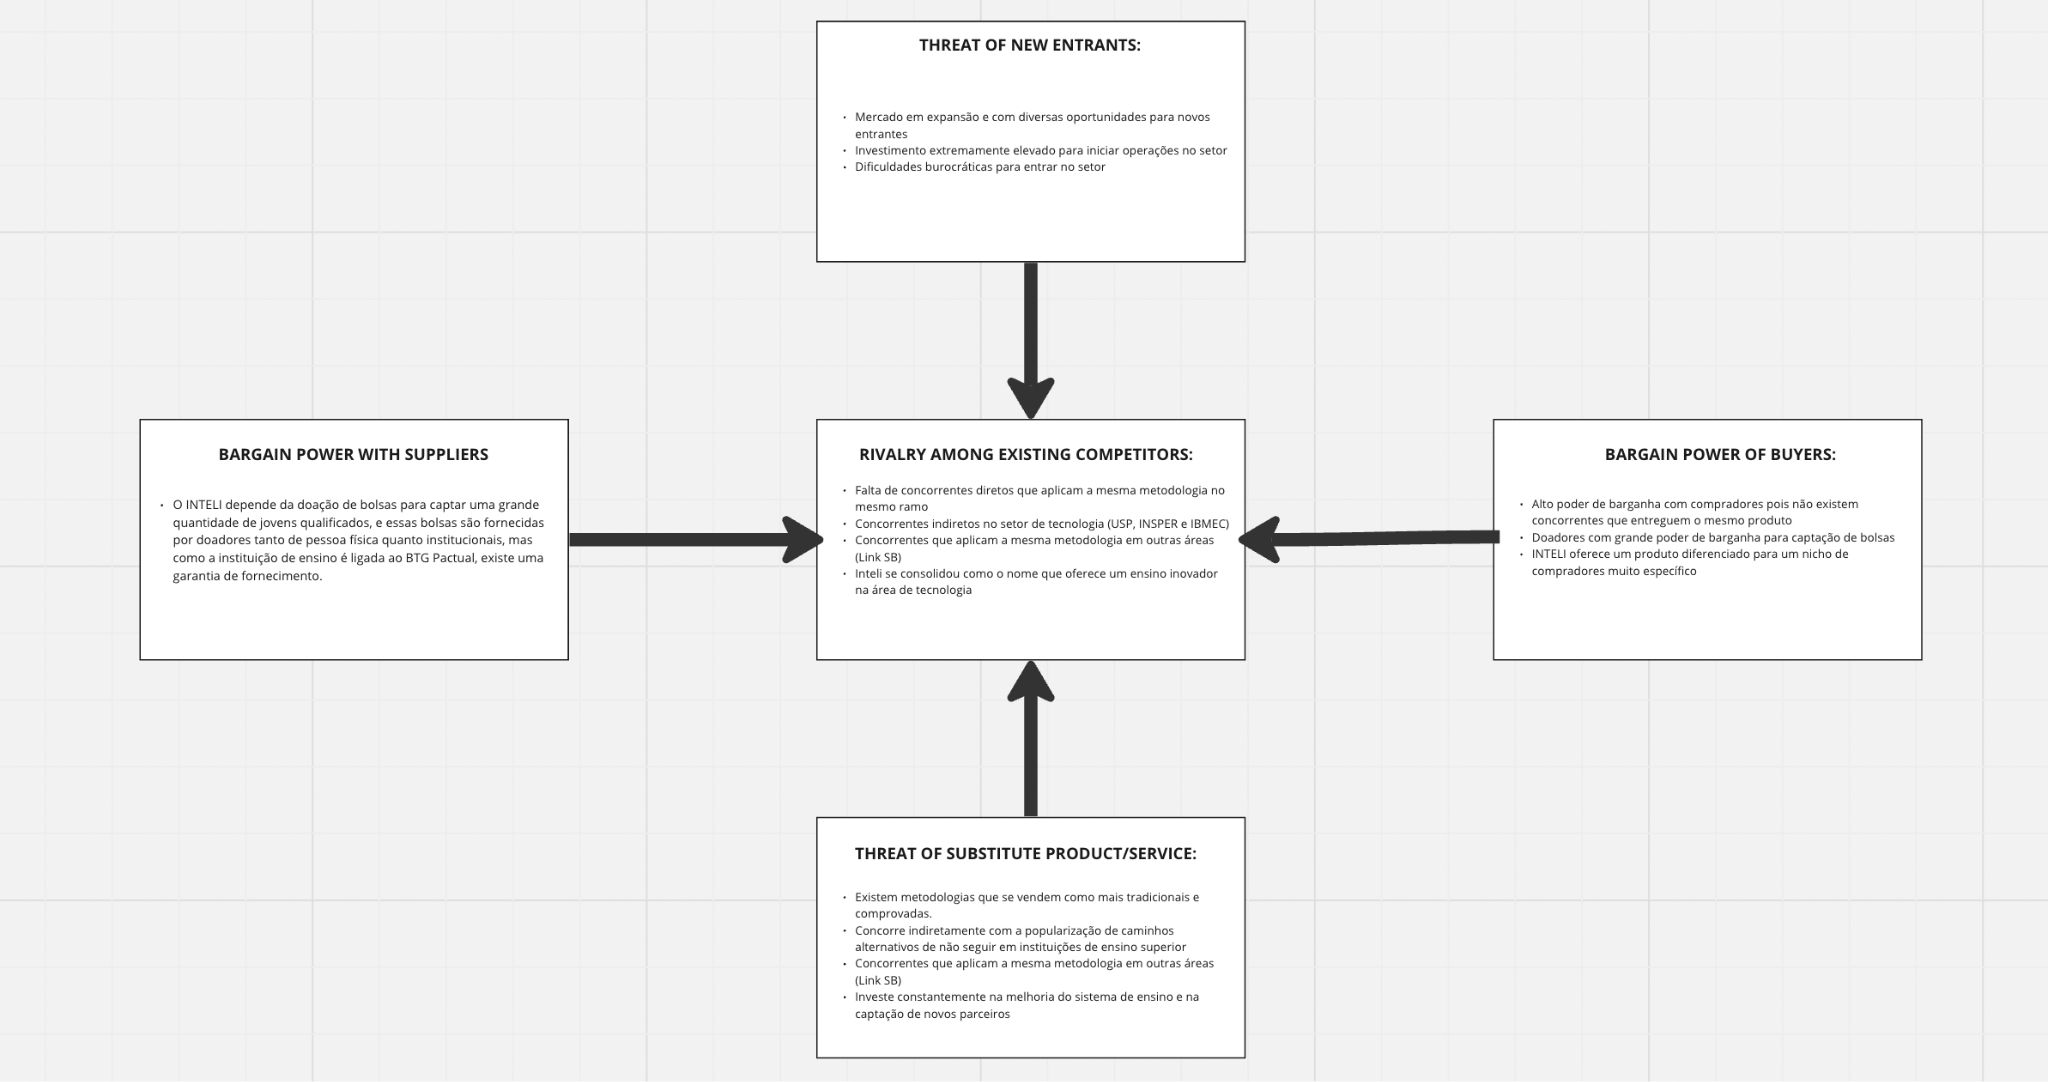 THREAT OF NEW ENTRANTS:
• Mercado em expansão e com diversas oportunidades para novos
entrantes
• Investimento extremamente elevado para iniciar operações no setor
• Dificuldades burocráticas para entrar no setor
BARGAIN POWER WITH SUPPLIERS
• O INTELI depende da doação de bolsas para captar uma grande
quantidade de jovens qualificados, e essas bolsas são fornecidas
por doadores tanto de pessoa física quanto institucionais, mas
como a instituição de ensino é ligada ao BTG Pactual, existe uma
garantia de fornecimento.
RIVALRY AMONG EXISTING COMPETITORS:
• Falta de concorrentes diretos que aplicam a mesma metodologia no
mesmo ramo
• Concorrentes indiretos no setor de tecnologia (USP, INSPER e IBMEC)
• Concorrentes que aplicam a mesma metodologia em outras áreas
(Link SB)
• Inteli se consolidou como o nome que oferece um ensino inovador
na área de tecnologia
BARGAIN POWER OF BUYERS:
• Alto poder de barganha com compradores pois não existem
concorrentes que entreguem o mesmo produto
• Doadores com grande poder de barganha para captação de bolsas
• INTELI oferece um produto diferenciado para um nicho de
compradores muito específico
THREAT OF SUBSTITUTE PRODUCT/SERVICE:
• Existem metodologias que se vendem como mais tradicionais e
comprovadas.
• Concorre indiretamente com a popularização de caminhos
alternativos de não seguir em instituições de ensino superior
• Concorrentes que aplicam a mesma metodologia em outras áreas
(Link SB)
• Investe constantemente na melhoria do sistema de ensino e na
captação de novos parceiros